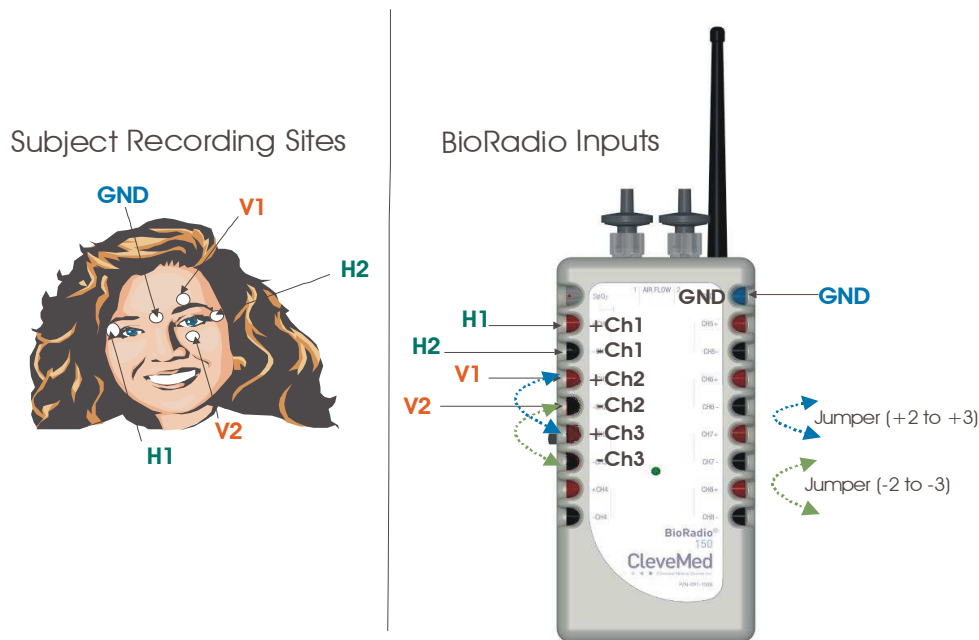 Subject Recording Sites
GND
V1
H2
V2
H1
BioRadio Inputs
SpO2
1 AIR FLOW 2
GND
GND
H1
+Ch1
CH5+
H2
-Ch1
CH5-
V1
+Ch2
CH6+
V2
-Ch2
CH6-
Jumper (+2 to +3)
+Ch3
CH7+
-Ch3
CH7-
Jumper (-2 to -3)
+CH4
CH8+
-CH4
CH8-
BioRadio®
150
CleveMed